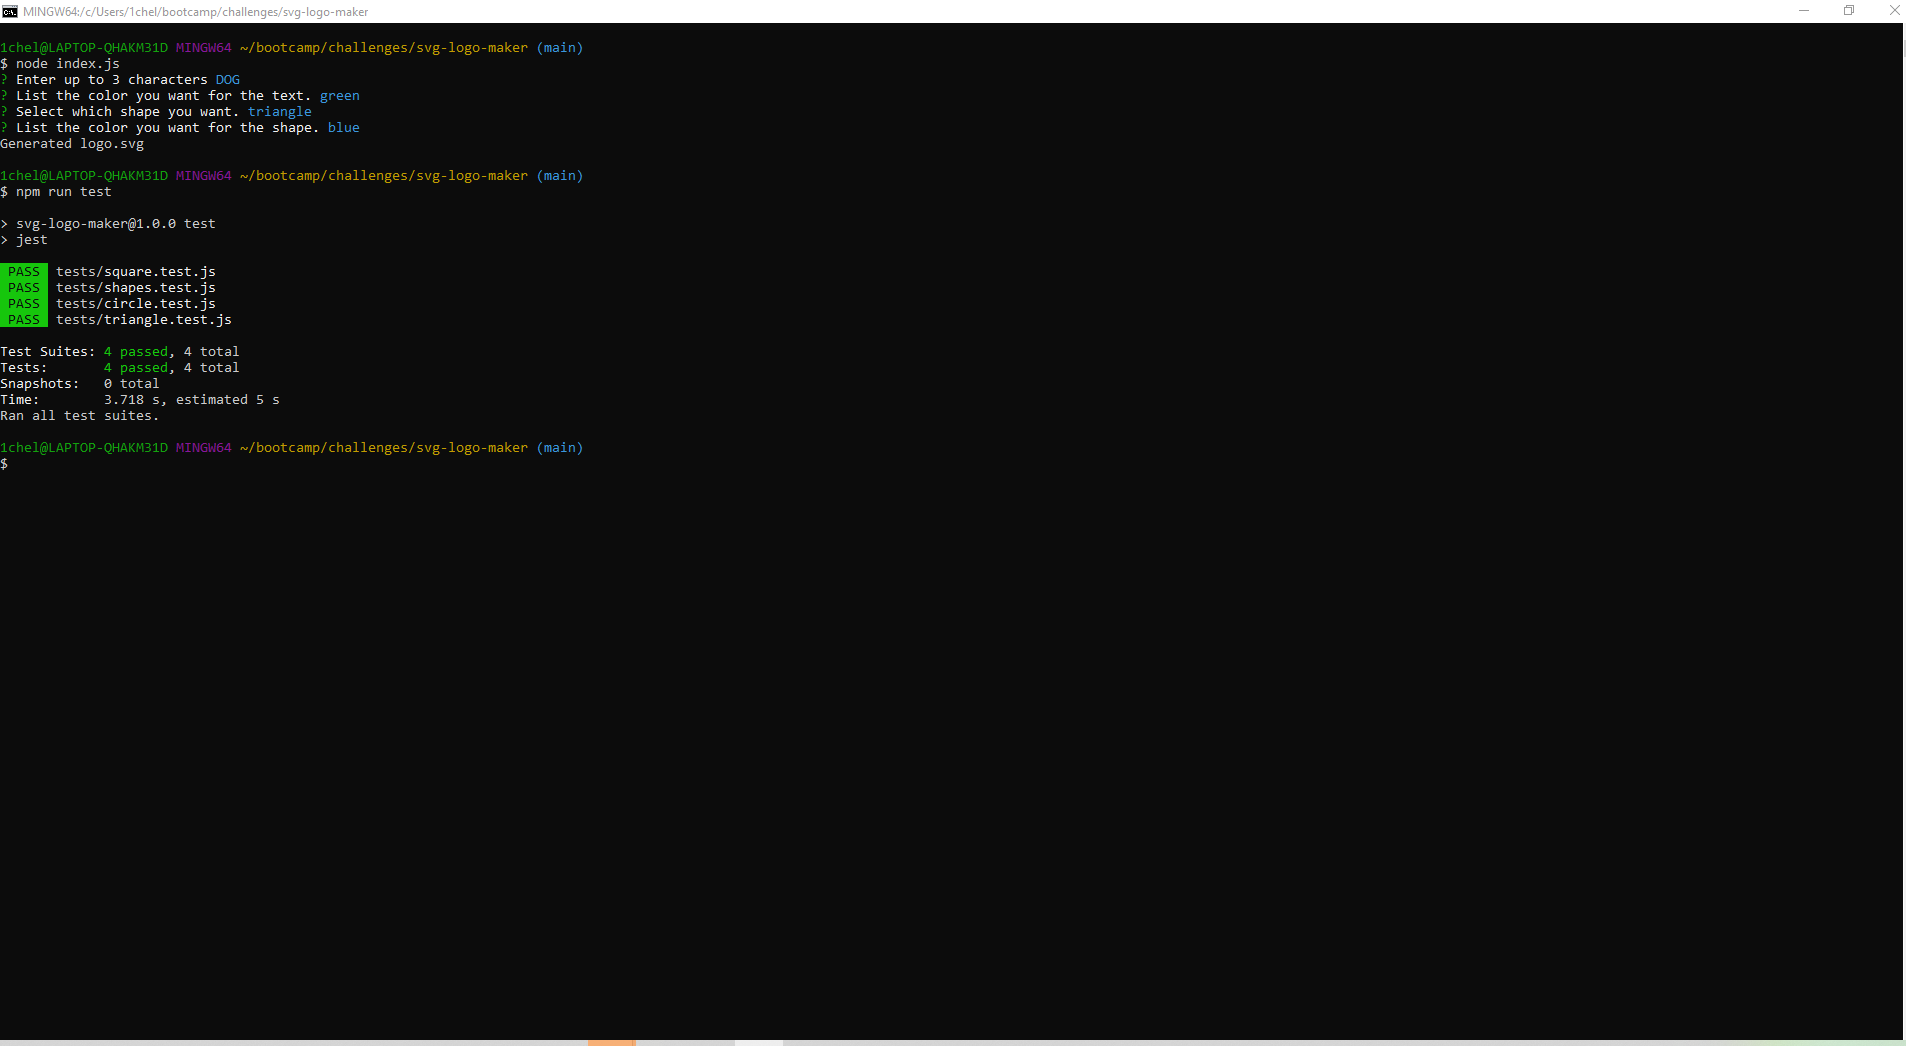 MINGW64:/c/Users/1chel/bootcamp/challenges/svg-logo-maker
1chel@LAPTOP-QHAKM31D MINGW64 ~/bootcamp/challenges/svg-logo-maker (main)
$ node index.js
? Enter up to 3 characters DOG
? List the color you want for the text. green
? Select which shape you want. triangle
? List the color you want for the shape. blue
Generated logo.svg
1chel@LAPTOP-QHAKM31D MINGW64 ~/bootcamp/challenges/svg-logo-maker (main)
$ npm run test
> svg-logo-maker@1.0.0 test
> jest
PASS tests/square.test.js
PASS tests/shapes.test.js
PASS tests/circle.test.js
PASS tests/triangle.test.js
Test Suites: 4 passed, 4 total
Tests: 4 passed, 4 total
Snapshots: 0 total
Time: 3.718 s, estimated 5 s
Ran all test suites.
1chel@LAPTOP-QHAKM31D MINGW64 ~/bootcamp/challenges/svg-logo-maker (main)
$